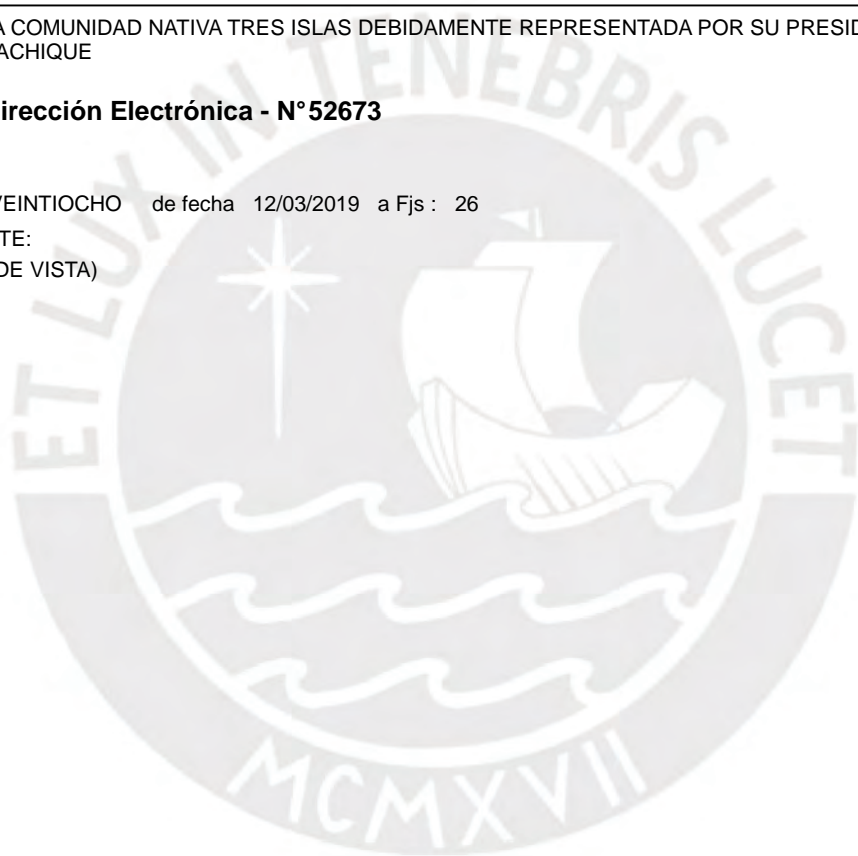 A COMUNIDAD NATIVA TRES ISLAS DEBIDAMENTE REPRESENTADA POR SU PRESID
ACHIQUE
irección Electrónica - N° 52673
VEINTIOCHO de fecha 12/03/2019 a Fjs : 26
TE:
DE VISTA)
ET LUX IN TENEBRIS LUCET
MCMXVII